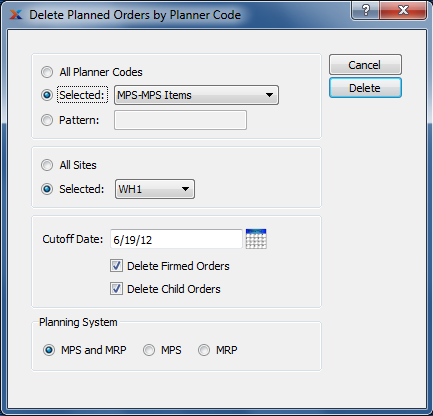 Delete Planned Orders by Planner Code
?
All Planner Codes
Cancel
Selected: MPS-MPS Items
Delete
Pattern:
All Sites
Selected: WH1
Cutoff Date: 6/19/12
Delete Firmed Orders
Delete Child Orders
Planning System
MPS and MRP MPS MRP